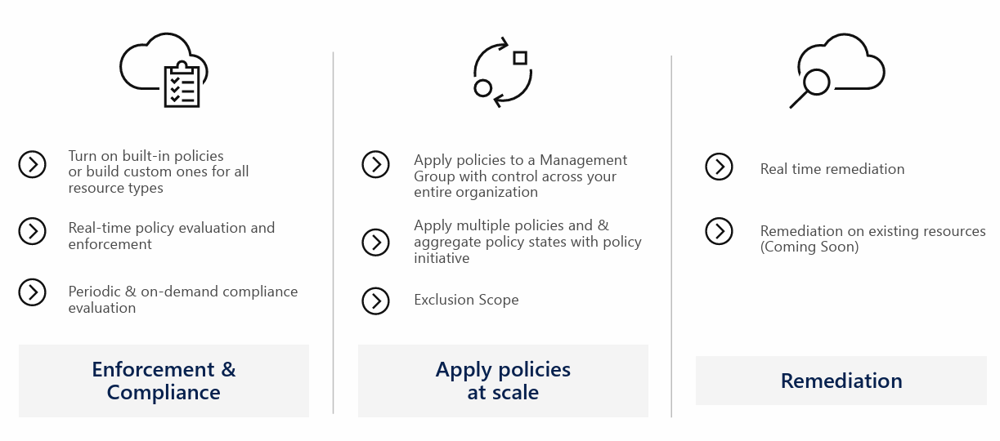 Turn on built-in policies
or build custom ones for all
resource types
Real-time policy evaluation and
enforcement
Periodic & on-demand compliance
evaluation
Enforcement &
Compliance
Apply policies to a Management
Group with control across your
entire organization
Apply multiple policies and &
aggregate policy states with policy
initiative
Exclusion Scope
Apply policies
at scale
Real time remediation
Remediation on existing resources
(Coming Soon)
Remediation